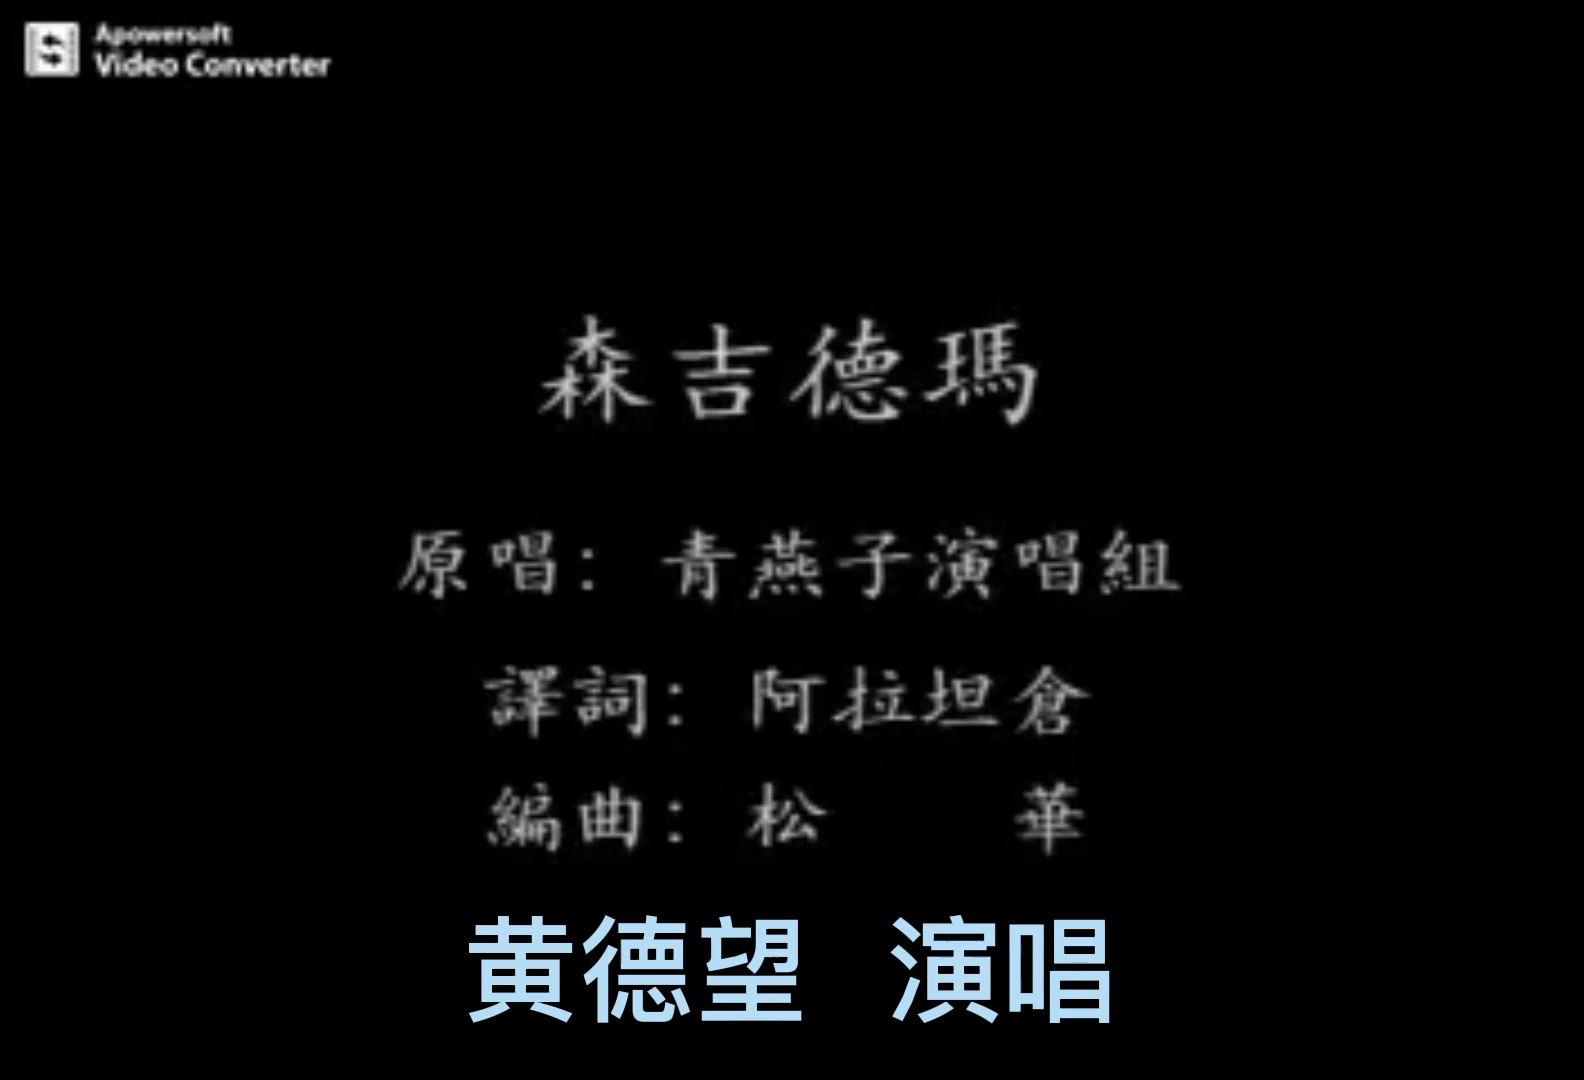 Apowersoft
Video Converter
森吉德瑪
原唱：青燕子演唱組
譯詞：阿拉坦倉
編曲：松 華
黄德望 演唱